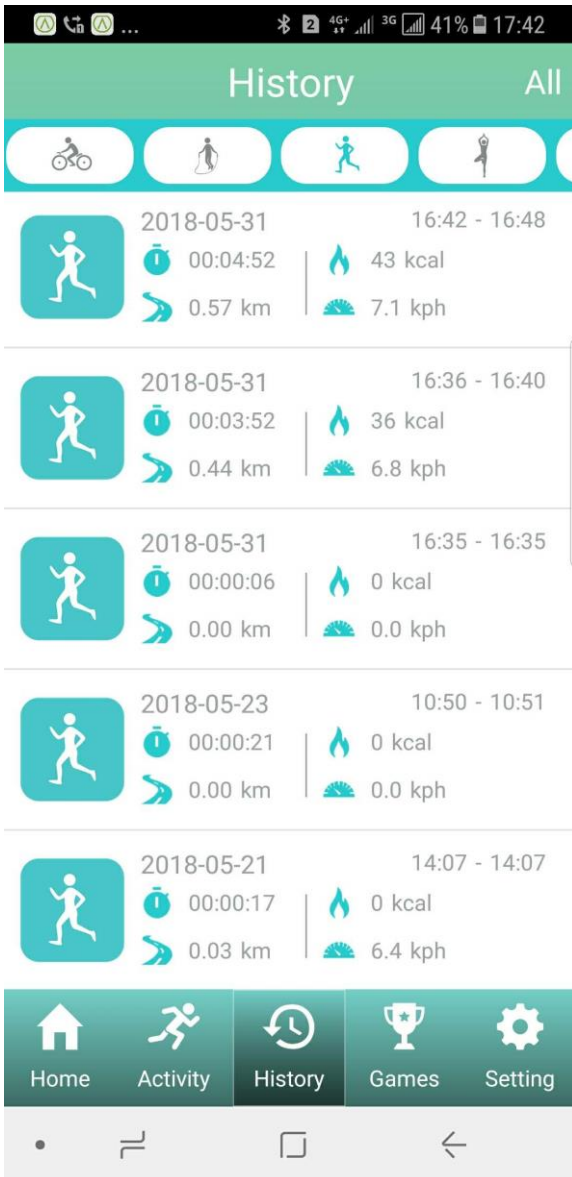 2 4G+ 3G 41% 17:42
History All
2018-05-31 16:42 - 16:48
00:04:52 43 kcal
0.57 km 7.1 kph
2018-05-31 16:36 - 16:40
00:03:52 36 kcal
0.44 km 6.8 kph
2018-05-31 16:35 - 16:35
00:00:06 0 kcal
0.00 km 0.0 kph
2018-05-23 10:50 - 10:51
00:00:21 0 kcal
0.00 km 0.0 kph
2018-05-21 14:07 - 14:07
00:00:17 0 kcal
0.03 km 6.4 kph
Home Activity History Games Setting